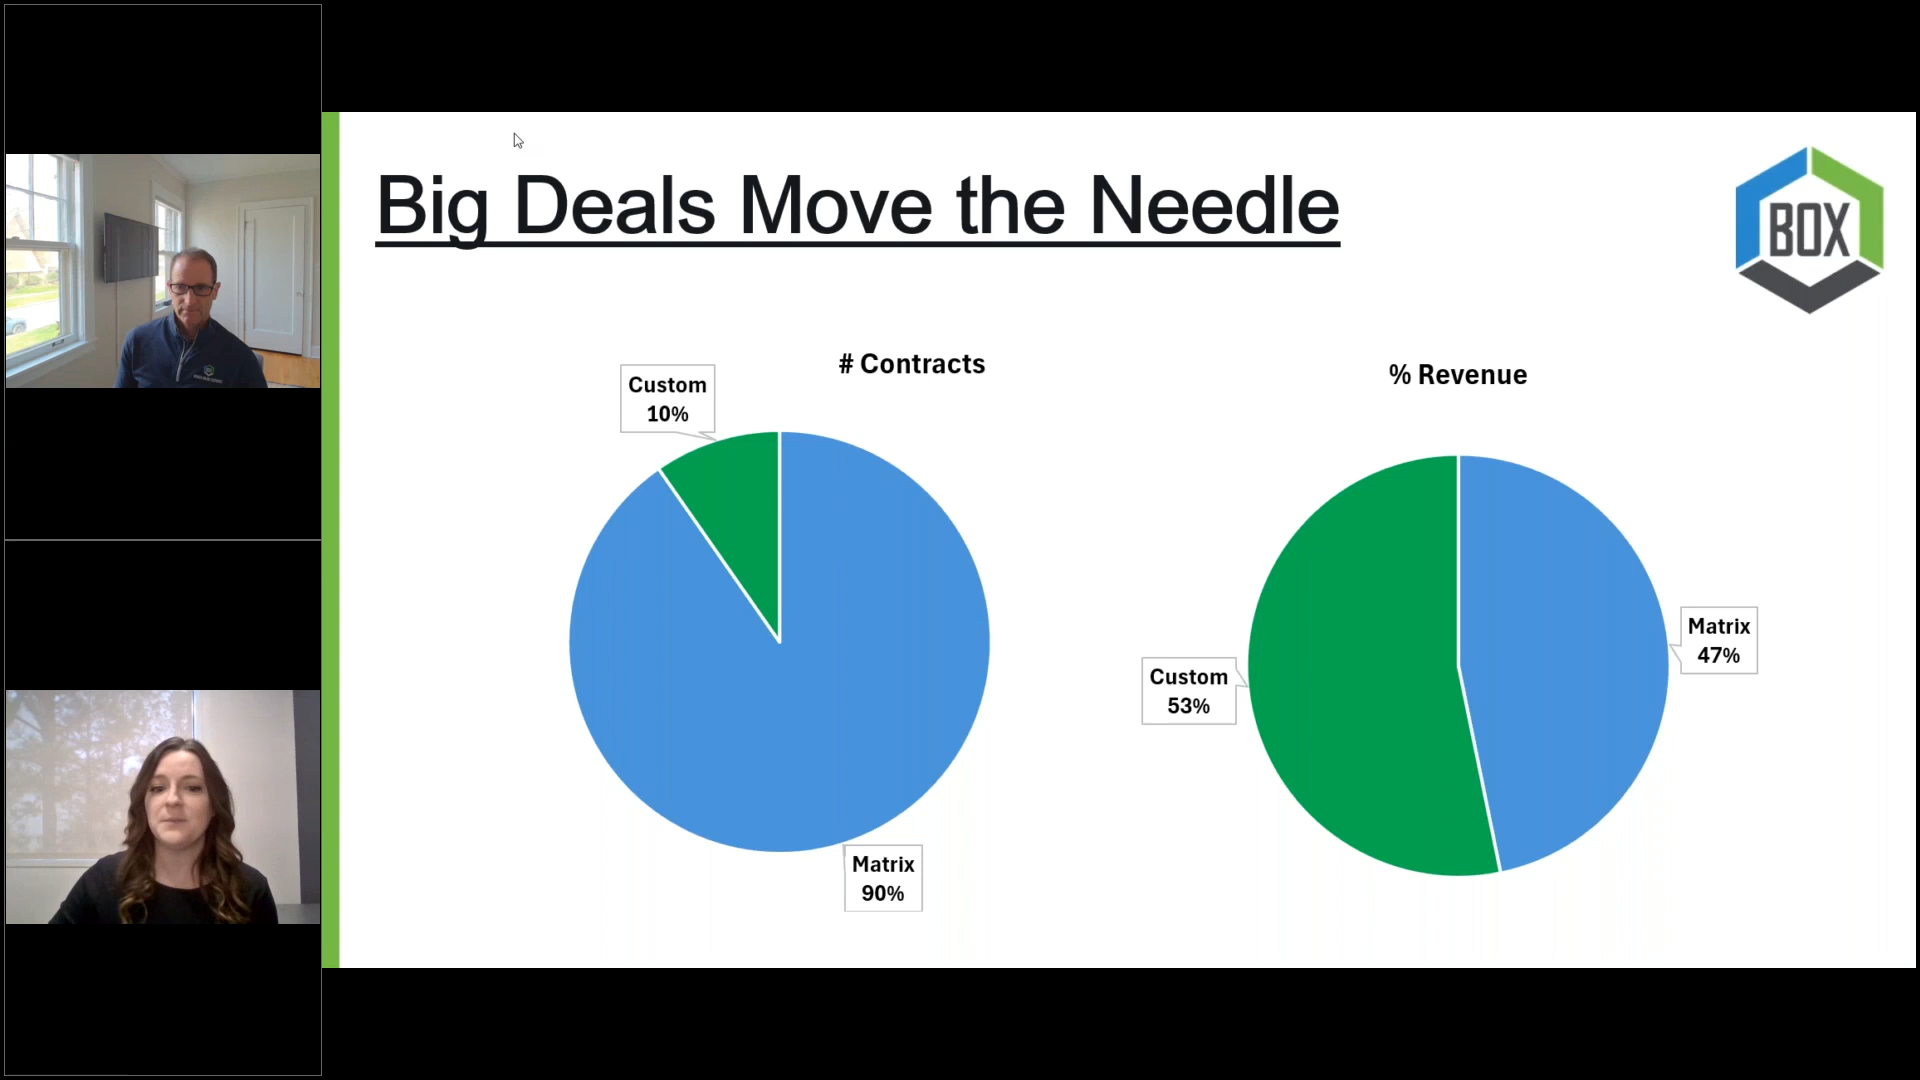 Big Deals Move the Needle
BOX
# Contracts
Custom
10%
Matrix
90%
% Revenue
Matrix
47%
Custom
53%